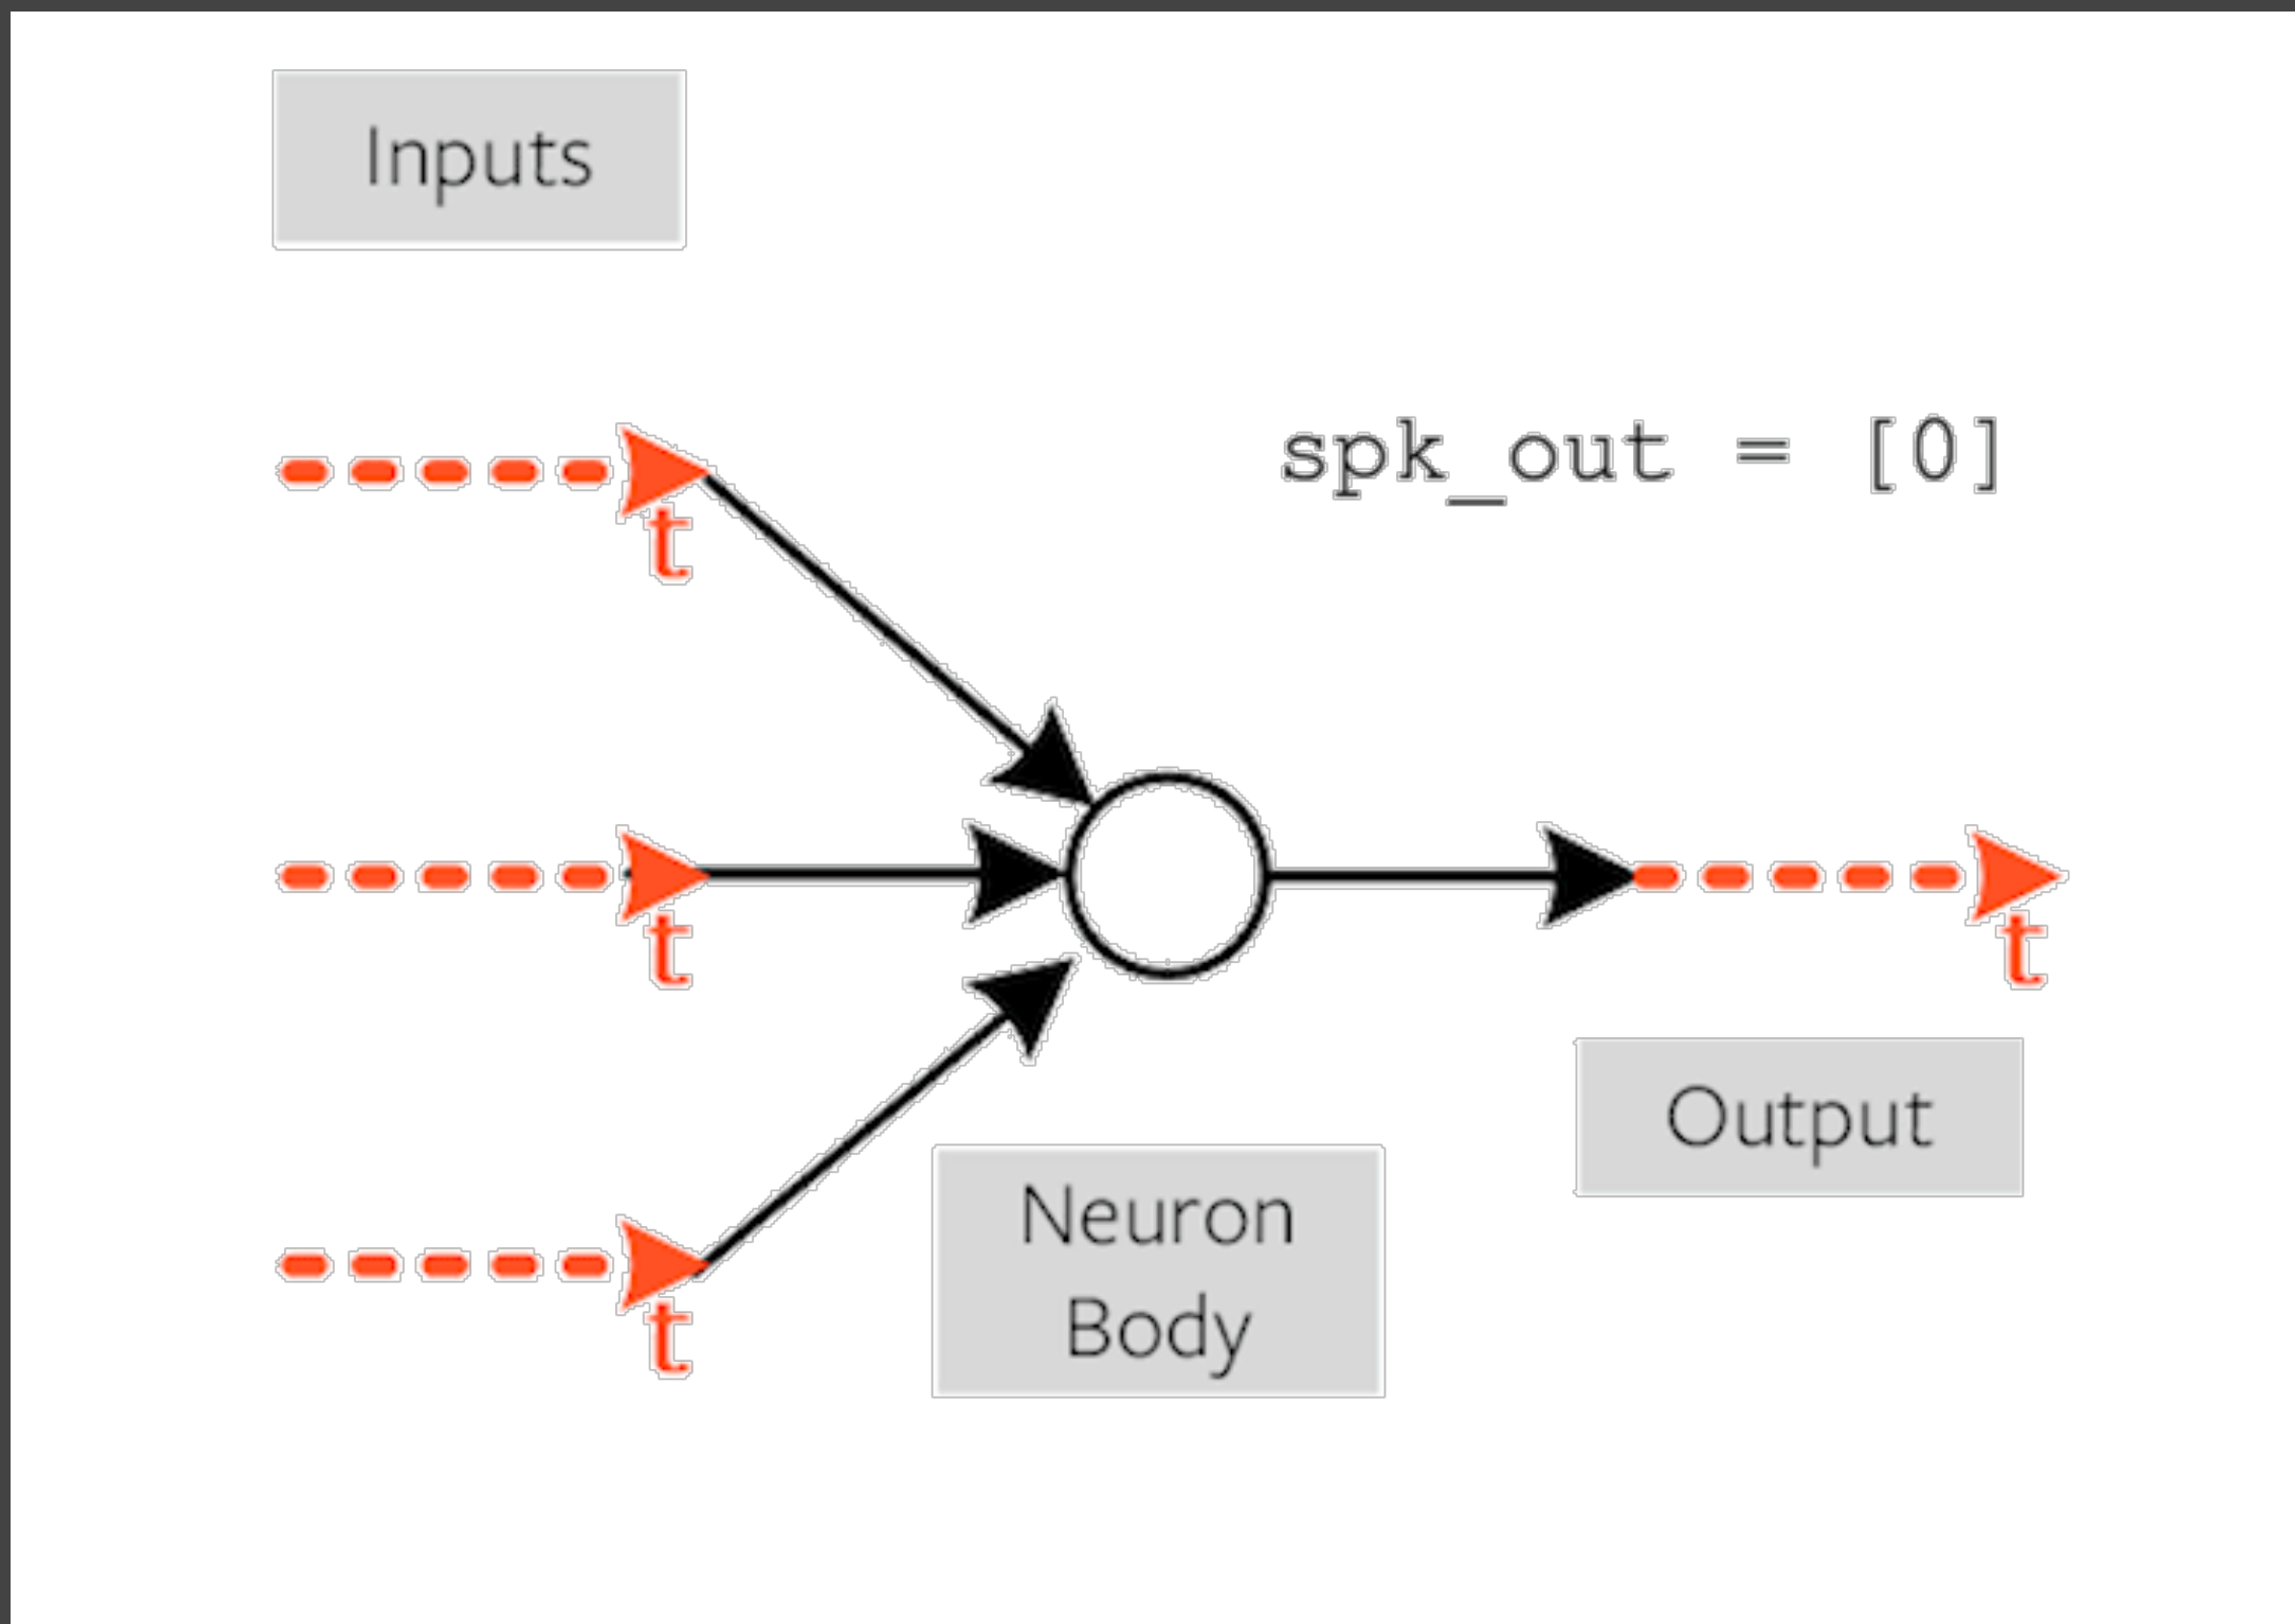 Inputs
spk_out = [0]
t
t
t
Output
Neuron
Body
t